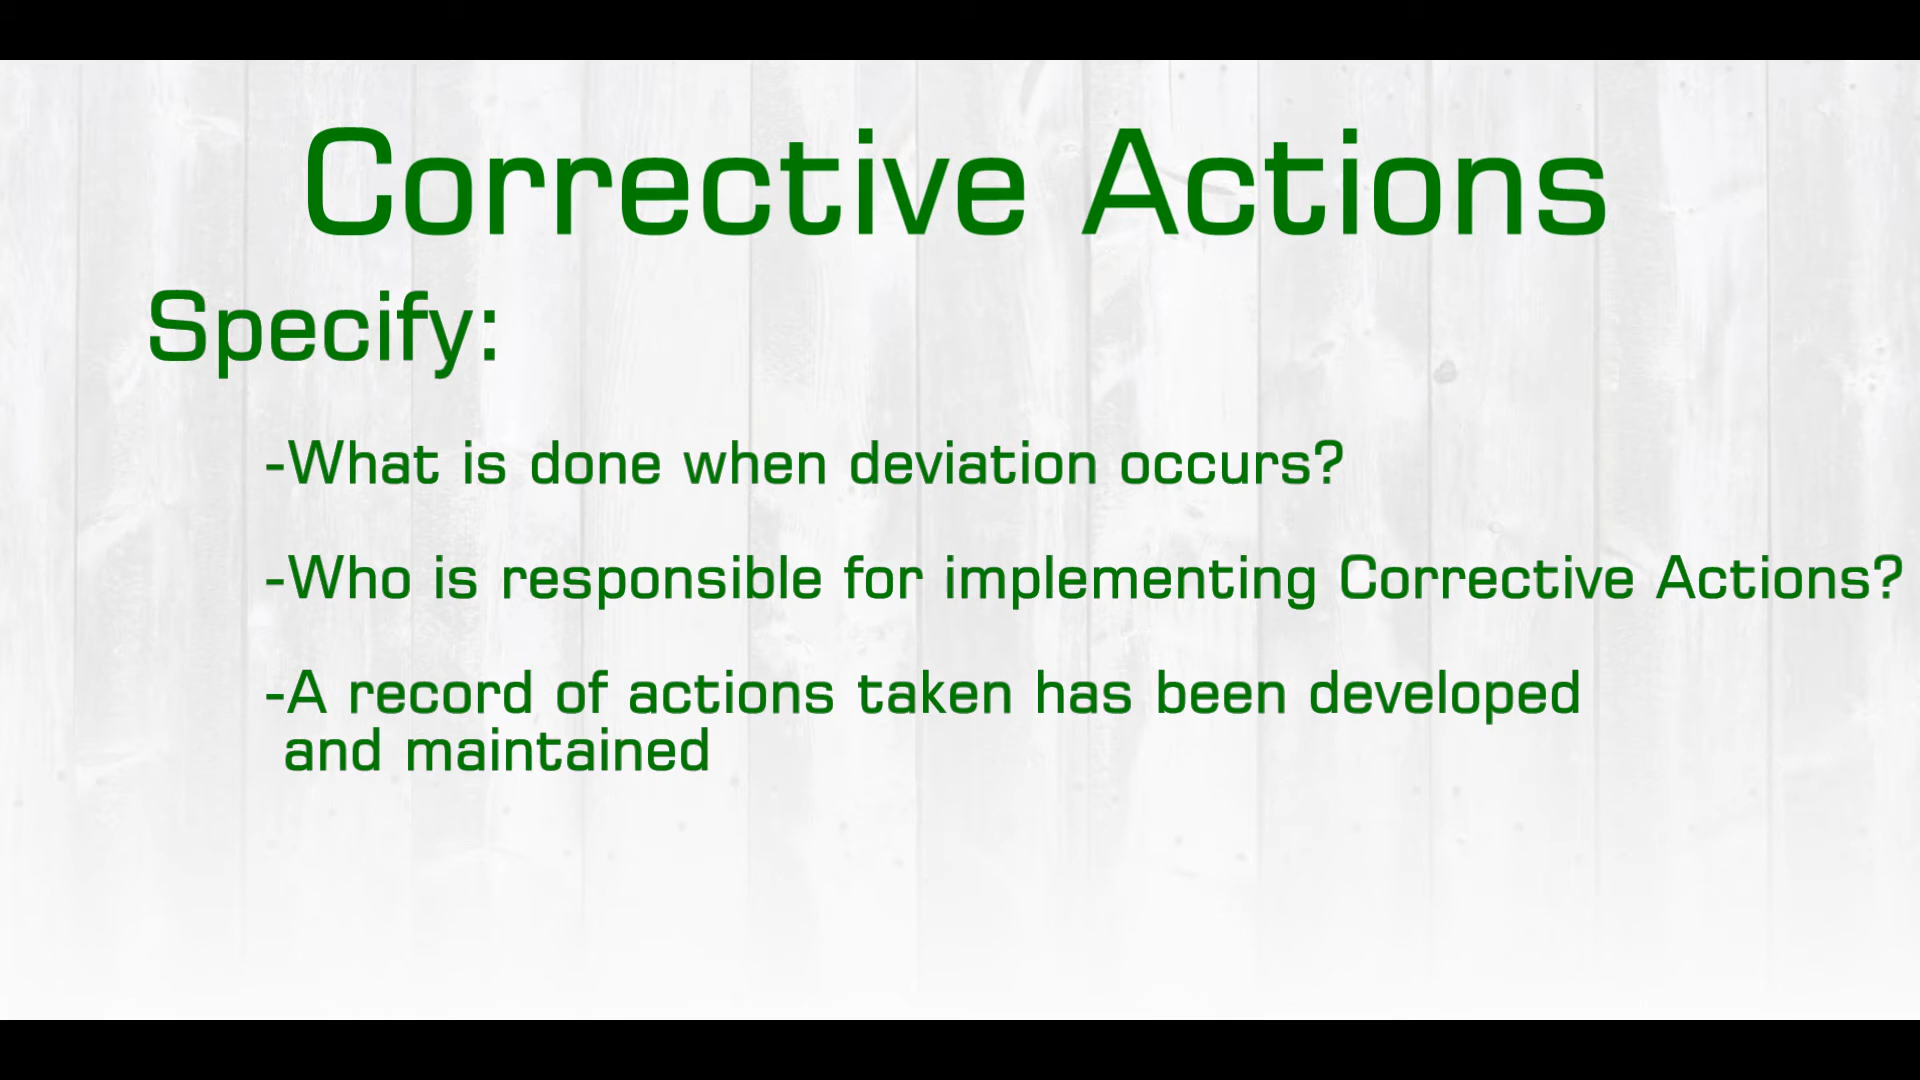 Corrective Actions
Specify:
-What is done when deviation occurs?
-Who is responsible for implementing Corrective Actions?
-A record of actions taken has been developed
and maintained